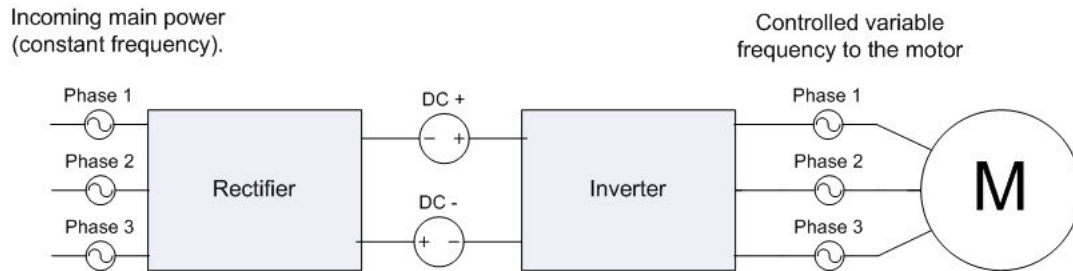 Incoming main power
(constant frequency).
Controlled variable
frequency to the motor
Phase 1
Phase 2
Phase 3
Rectifier
DC +
− +
DC -
+ −
Inverter
Phase 1
Phase 2
Phase 3
M